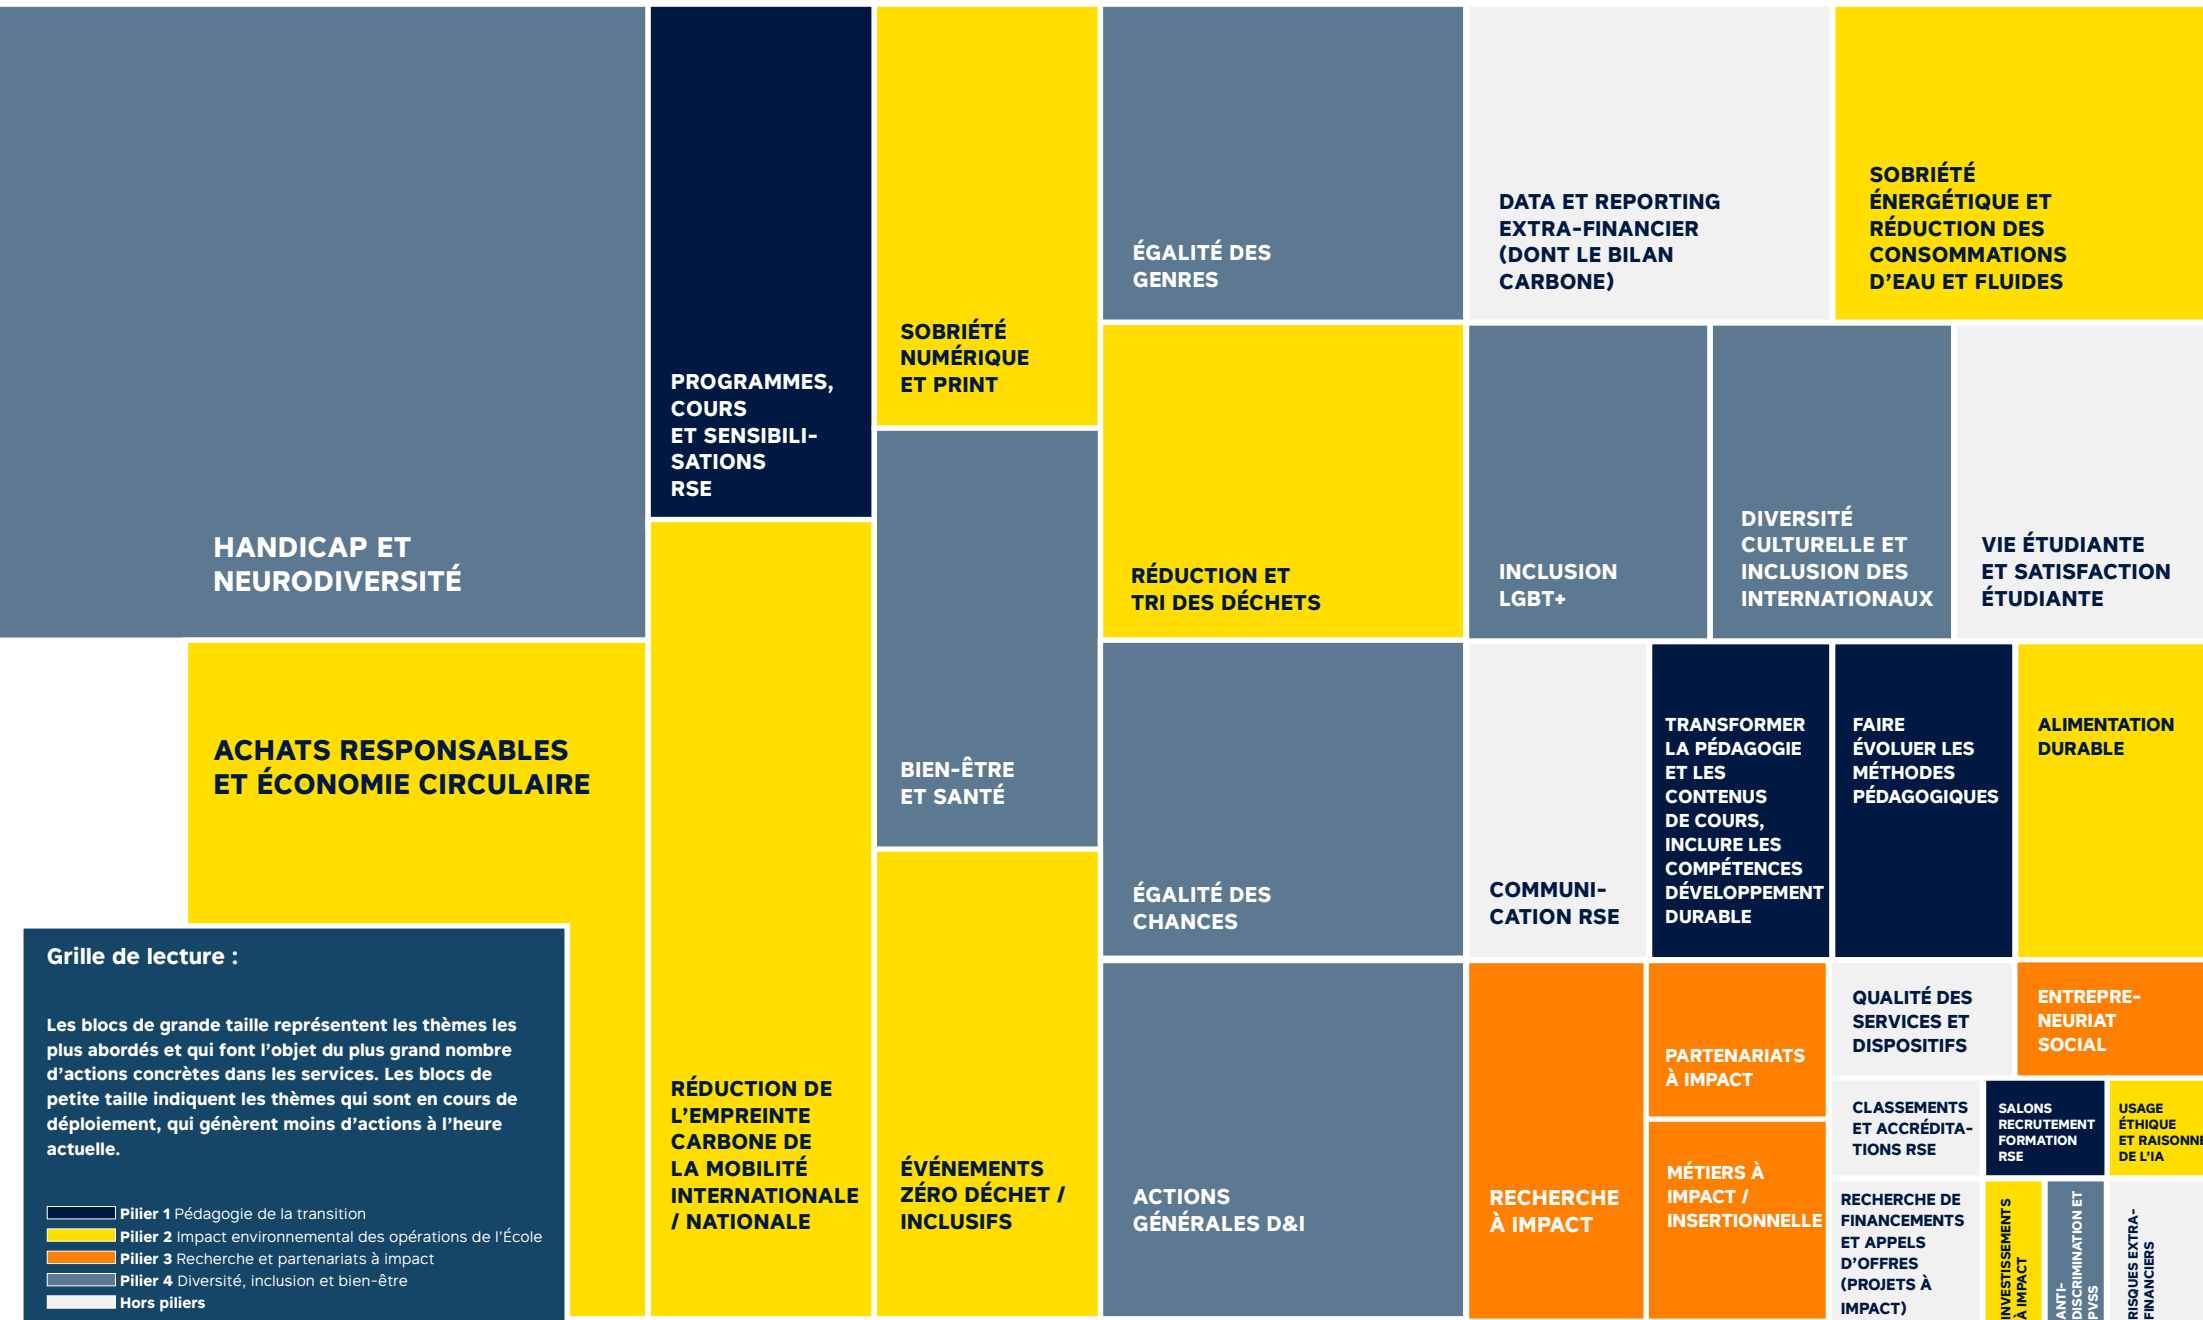 HANDICAP ET
NEURODIVERSITÉ
ACHATS RESPONSABLES
ET ÉCONOMIE CIRCULAIRE
PROGRAMMES,
COURS
ET SENSIBILI-
SATIONS
RSE
RÉDUCTION DE
L’EMPREINTE
CARBONE DE
LA MOBILITÉ
INTERNATIONALE
/ NATIONALE
SOBRIÉTÉ
NUMÉRIQUE
ET PRINT
BIEN-ÊTRE
ET SANTÉ
ÉVÉNEMENTS
ZÉRO DÉCHET /
INCLUSIFS
ÉGALITÉ DES
GENRES
RÉDUCTION ET
TRI DES DÉCHETS
ÉGALITÉ DES
CHANCES
ACTIONS
GÉNÉRALES D&I
DATA ET REPORTING
EXTRA-FINANCIER
(DONT LE BILAN
CARBONE)
SOBRIÉTÉ
ÉNERGÉTIQUE ET
RÉDUCTION DES
CONSOMMATIONS
D’EAU ET FLUIDES
INCLUSION
LGBT+
DIVERSITÉ
CULTURELLE ET
INCLUSION DES
INTERNATIONAUX
VIE ÉTUDIANTE
ET SATISFACTION
ÉTUDIANTE
COMMUNI-
CATION RSE
TRANSFORMER
LA PÉDAGOGIE
ET LES
CONTENUS
DE COURS,
INCLURE LES
COMPÉTENCES
DÉVELOPPEMENT
DURABLE
FAIRE
ÉVOLUER LES
MÉTHODES
PÉDAGOGIQUES
ALIMENTATION
DURABLE
RECHERCHE
À IMPACT
PARTENARIATS
À IMPACT
MÉTIERS À
IMPACT /
INSERTIONNELLE
QUALITÉ DES
SERVICES ET
DISPOSITIFS
ENTREPRE-
NEURIAT
SOCIAL
CLASSEMENTS
ET ACCRÉDITA-
TIONS RSE
SALONS
RECRUTEMENT
FORMATION
RSE
USAGE
ÉTHIQUE
ET RAISONNÉ
DE L’IA
RECHERCHE DE
FINANCEMENTS
ET APPELS
D’OFFRES
(PROJETS À
IMPACT)
INVESTISSEMENTS
À IMPACT
ANTI-
DISCRIMINATION ET
PVSS
RISQUES EXTRA-
FINANCIERS
Grille de lecture :
Les blocs de grande taille représentent les thèmes les
plus abordés et qui font l’objet du plus grand nombre
d’actions concrètes dans les services. Les blocs de
petite taille indiquent les thèmes qui sont en cours de
déploiement, qui génèrent moins d’actions à l’heure
actuelle.
Pilier 1 Pédagogie de la transition
Pilier 2 Impact environnemental des opérations de l’École
Pilier 3 Recherche et partenariats à impact
Pilier 4 Diversité, inclusion et bien-être
Hors piliers